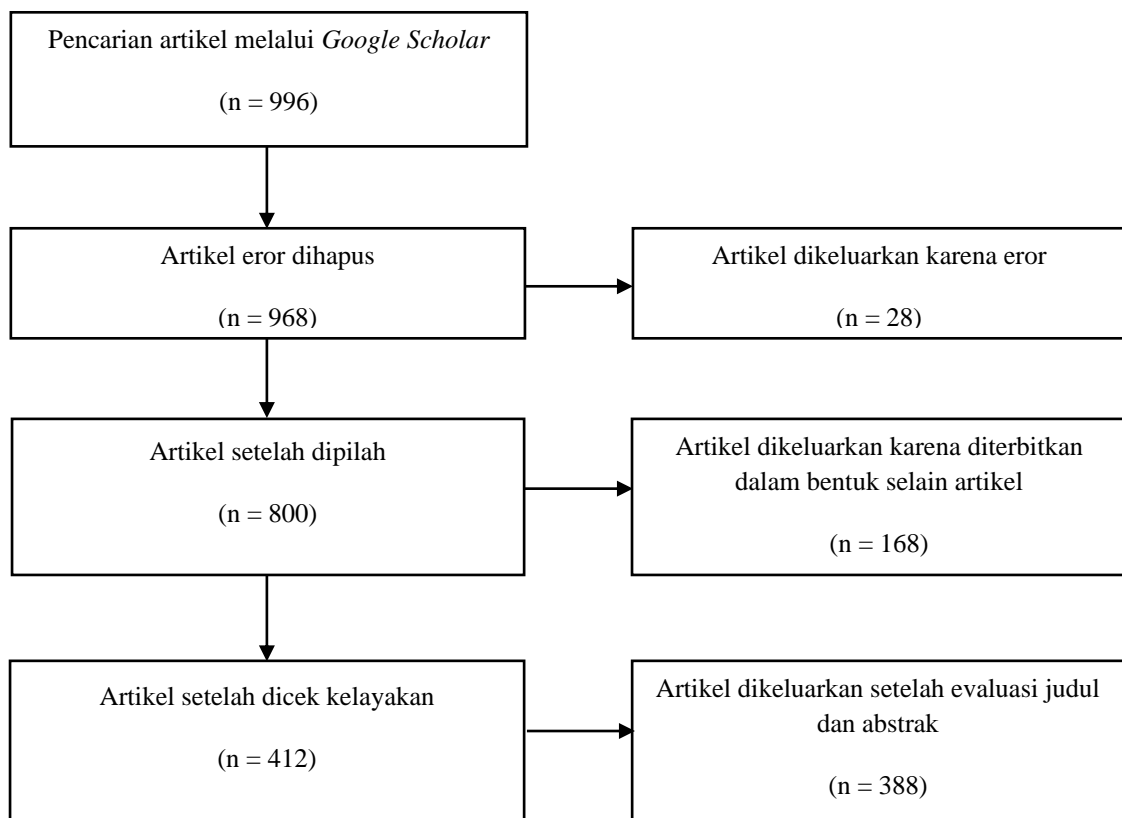 Pencarian artikel melalui Google Scholar
(n = 996)
Artikel eror dihapus
(n = 968)
Artikel dikeluarkan karena eror
(n = 28)
Artikel setelah dipilah
(n = 800)
Artikel dikeluarkan karena diterbitkan
dalam bentuk selain artikel
(n = 168)
Artikel setelah dicek kelayakan
(n = 412)
Artikel dikeluarkan setelah evaluasi judul
dan abstrak
(n = 388)